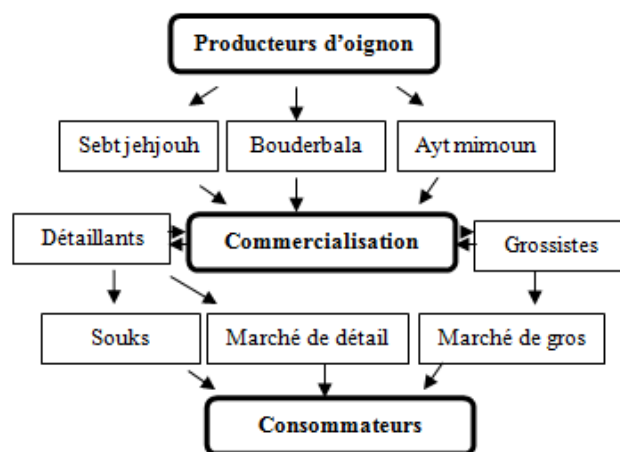 Producteurs d’oignon
Sebt jehjouh
Bouderbala
Ayt mimoun
Détaillants
Commercialisation
Grossistes
Souks
Marché de détail
Marché de gros
Consommateurs